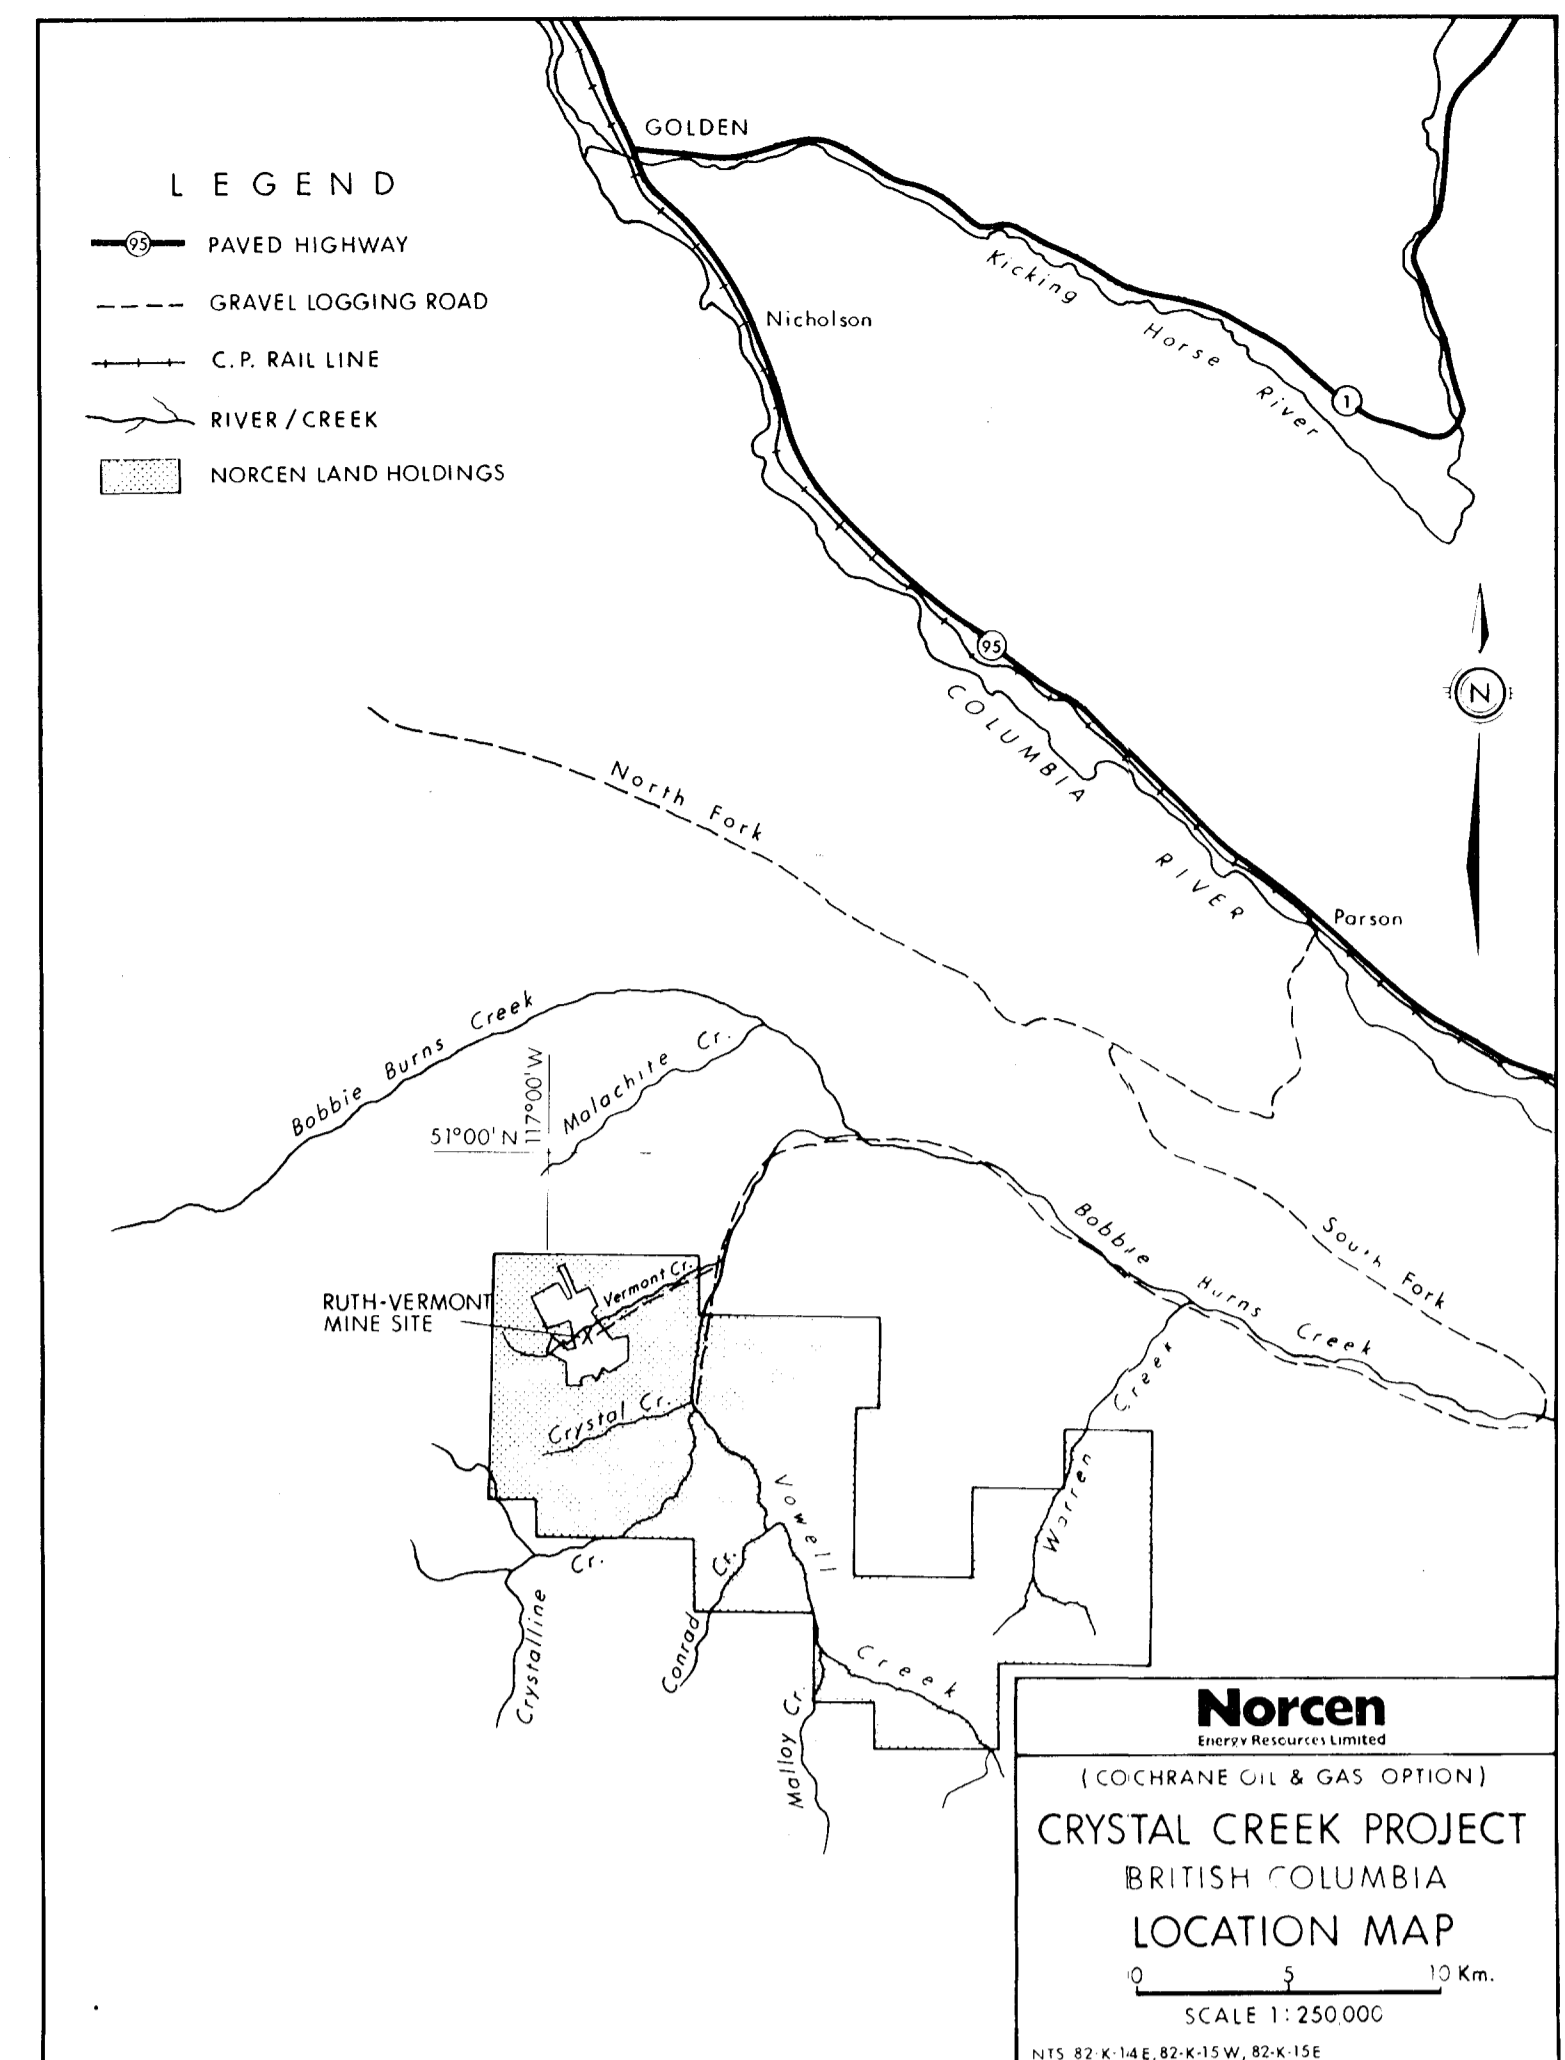 GOLDEN
LEGEND
95 PAVED HIGHWAY
GRAVEL LOGGING ROAD
C.P. RAIL LINE
RIVER/CREEK
NORCEN LAND HOLDINGS
Kicking Horse River
Nicholson
1
95
N
COLUMBIA RIVER
North Fork
Parson
Bobbie Burns Creek
Malachite Cr.
117°00'W
51°00'N
Bobbie Burns Creek
South Fork
Vermont Cr.
RUTH-VERMONT
MINE SITE
Crystal Cr.
Warren Creek
Vowell Creek
Crystalline Cr.
Conrad Cr.
Malloy Cr.
Norcen
Energy Resources Limited
(COCHRANE OIL & GAS OPTION)
CRYSTAL CREEK PROJECT
BRITISH COLUMBIA
LOCATION MAP
0 5 10 Km.
SCALE 1:250,000
NTS 82-K-14E, 82-K-15W, 82-K-15E